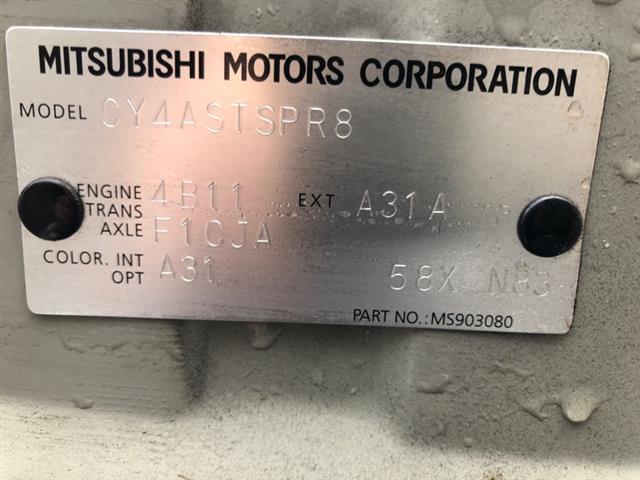 MITSUBISHI MOTORS CORPORATION
MODEL CY4ASTSPR8
ENGINE 4B11 EXT A31A
TRANS
AXLE F1CJA
COLOR. INT A31 58X N83
OPT
PART NO.:MS903080